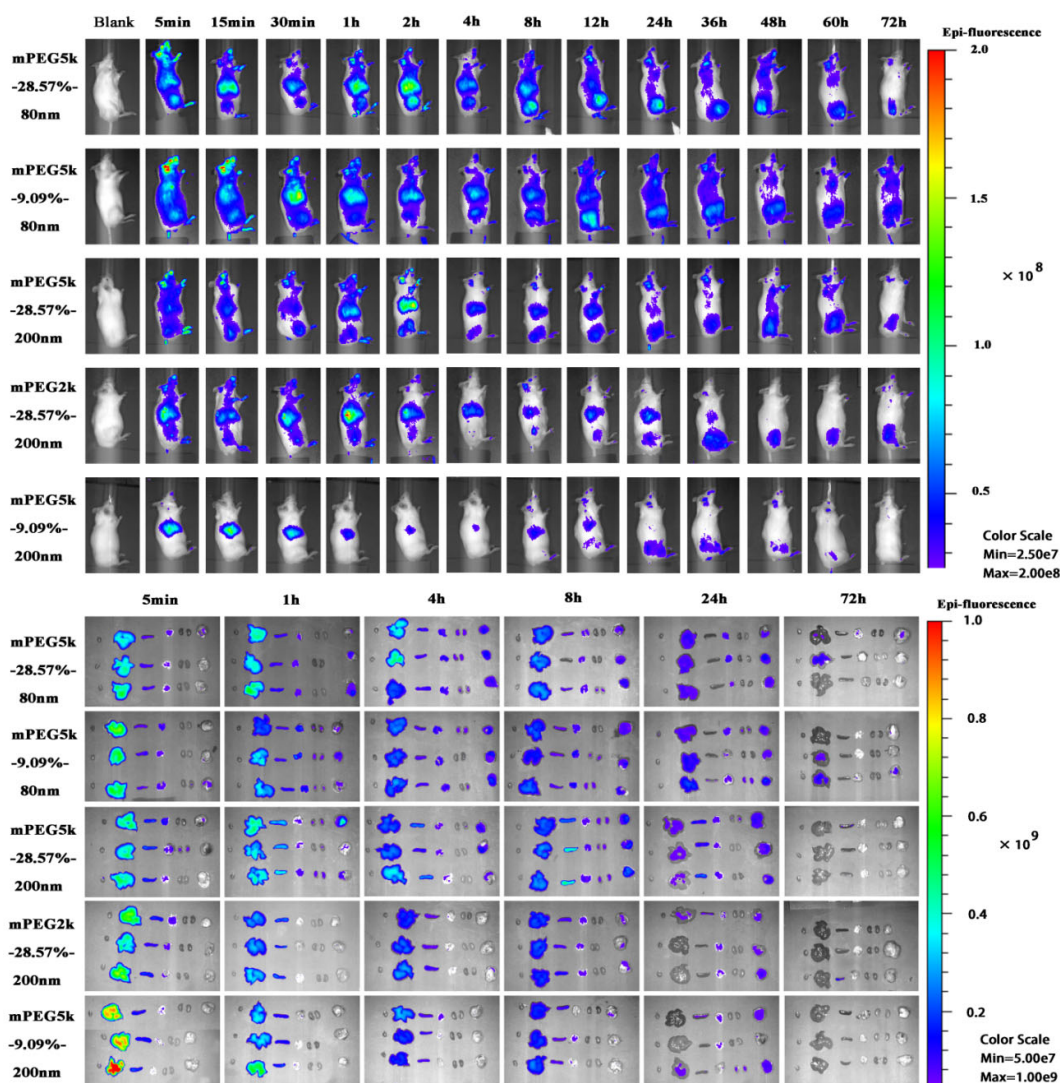 Blank 5min 15min 30min 1h 2h 4h 8h 12h 24h 36h 48h 60h 72h
Epi-fluorescence
mPEG5k
-28.57%-
80nm
mPEG5k
-9.09%-
80nm
mPEG5k
-28.57%-
200nm
mPEG2k
-28.57%-
200nm
mPEG5k
-9.09%-
200nm
2.0
1.5
× 10⁸
1.0
0.5
Color Scale
Min=2.50e7
Max=2.00e8
5min 1h 4h 8h 24h 72h
Epi-fluorescence
mPEG5k
-28.57%-
80nm
mPEG5k
-9.09%-
80nm
mPEG5k
-28.57%-
200nm
mPEG2k
-28.57%-
200nm
mPEG5k
-9.09%-
200nm
1.0
0.8
0.6
× 10⁹
0.4
0.2
Color Scale
Min=5.00e7
Max=1.00e9